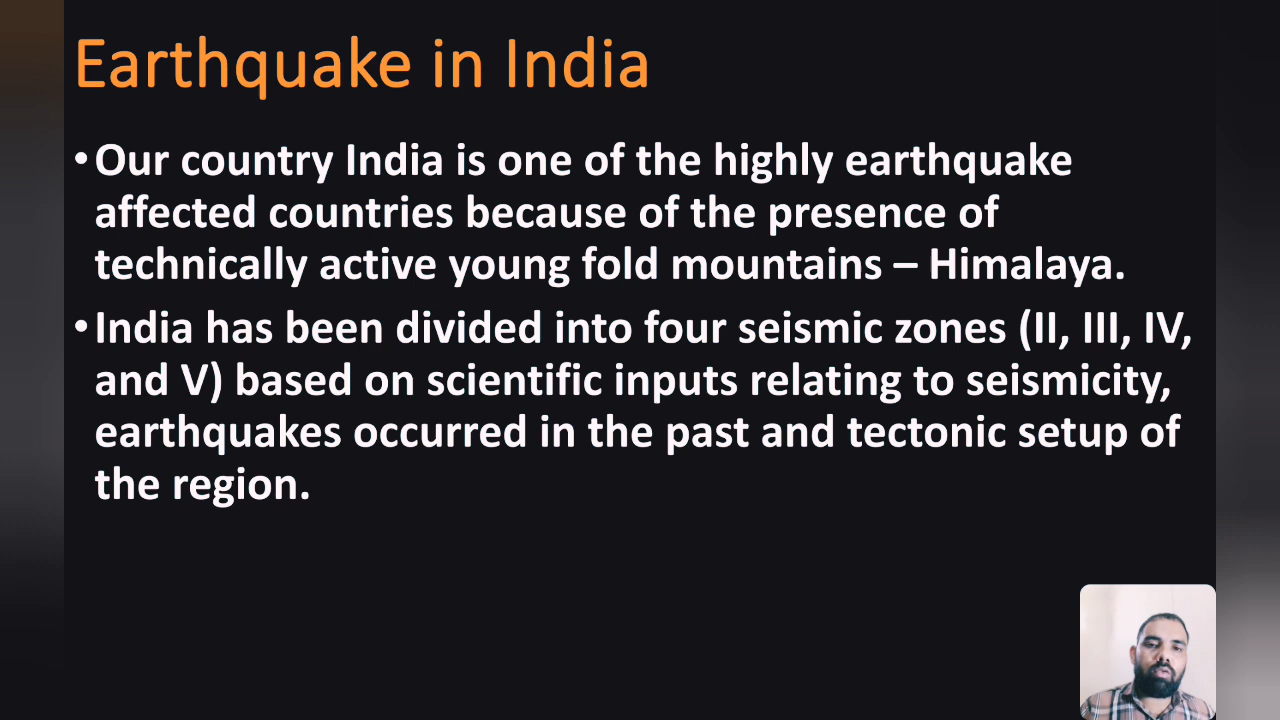 Earthquake in India
• Our country India is one of the highly earthquake
affected countries because of the presence of
technically active young fold mountains – Himalaya.
• India has been divided into four seismic zones (II, III, IV,
and V) based on scientific inputs relating to seismicity,
earthquakes occurred in the past and tectonic setup of
the region.